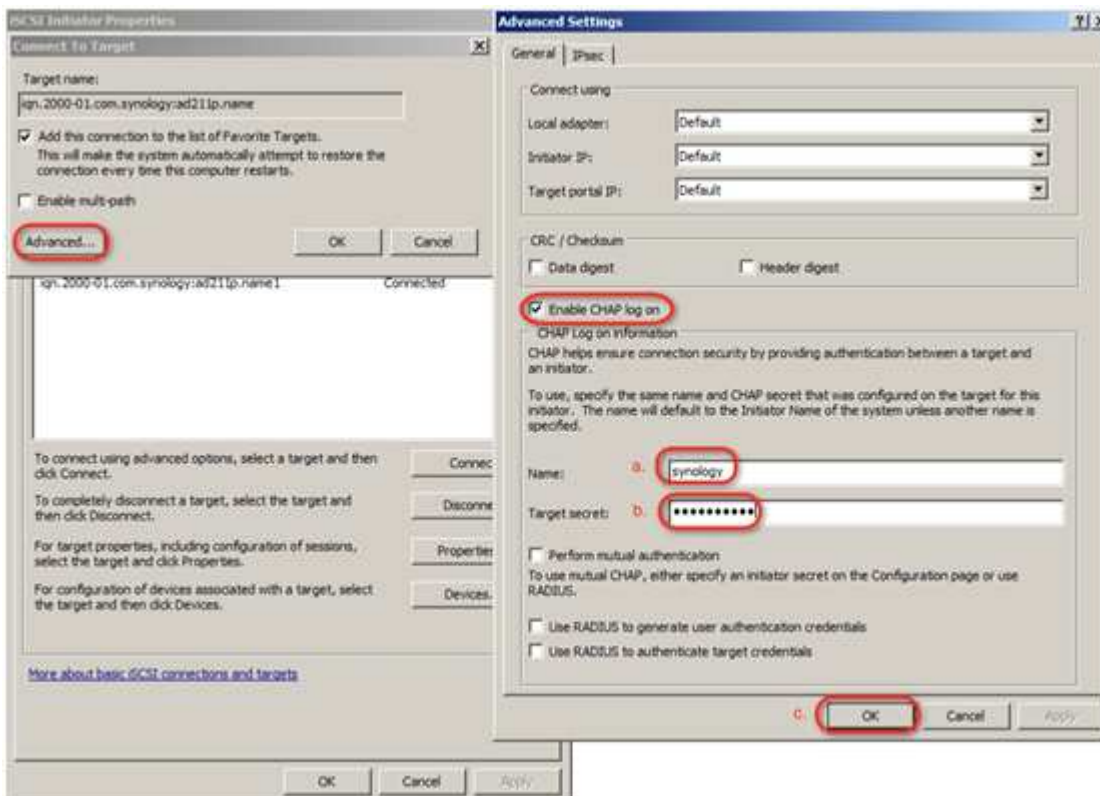 iSCSI Initiator Properties
Connect To Target
Target name:
iqn.2000-01.com.synology:ad211p.name
Add this connection to the list of Favorite Targets.
This will make the system automatically attempt to restore the
connection every time this computer restarts.
Enable multi-path
Advanced...
OK
Cancel
iqn.2000-01.com.synology:ad211p.name1 Connected
To connect using advanced options, select a target and then
click Connect.
Connec
To completely disconnect a target, select the target and
then click Disconnect.
Disconne
For target properties, including configuration of sessions,
select the target and click Properties.
Propertie
For configuration of devices associated with a target, select
the target and then click Devices.
Devices.
More about basic iSCSI connections and targets
OK
Cancel
Apply
Advanced Settings
General
IPsec
Connect using
Local adapter: Default
Initiator IP: Default
Target portal IP: Default
CRC / Checksum
Data digest
Header digest
Enable CHAP log on
CHAP Log on information
CHAP helps ensure connection security by providing authentication between a target and
an initiator.
To use, specify the same name and CHAP secret that was configured on the target for this
initiator. The name will default to the Initiator Name of the system unless another name is
specified.
Name: a. synology
Target secret: b. ••••••••••
Perform mutual authentication
To use mutual CHAP, either specify an initiator secret on the Configuration page or use
RADIUS.
Use RADIUS to generate user authentication credentials
Use RADIUS to authenticate target credentials
c. OK
Cancel
Apply